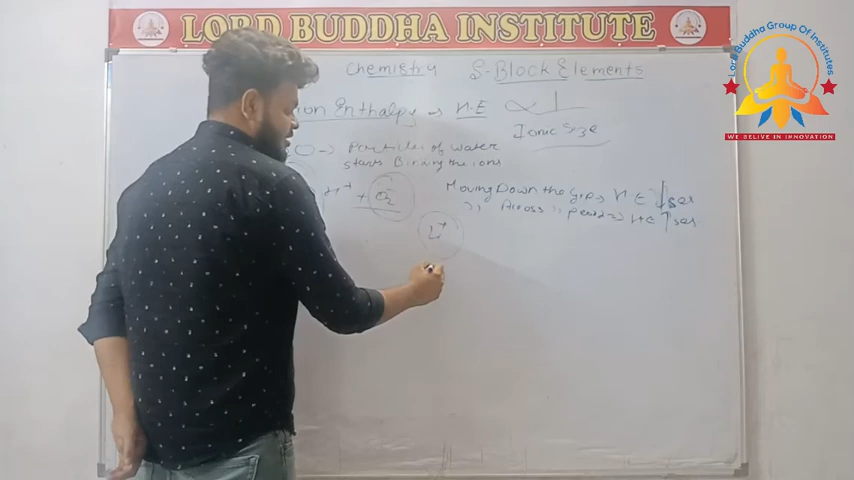 LORD BUDDHA INSTITUTE
Lord Buddha Group Of Institutes
WE BELIVE IN INNOVATION
Chemistry S-Block Elements
ion Enthalpy → H.E ∝ 1
Ionic Size
O → Particles of water
starts Binding the ions
Moving Down the Grp → H.E ↓ses
,, Across ,, Period → H.E ↑ses
+ O₂⁻
Li⁺